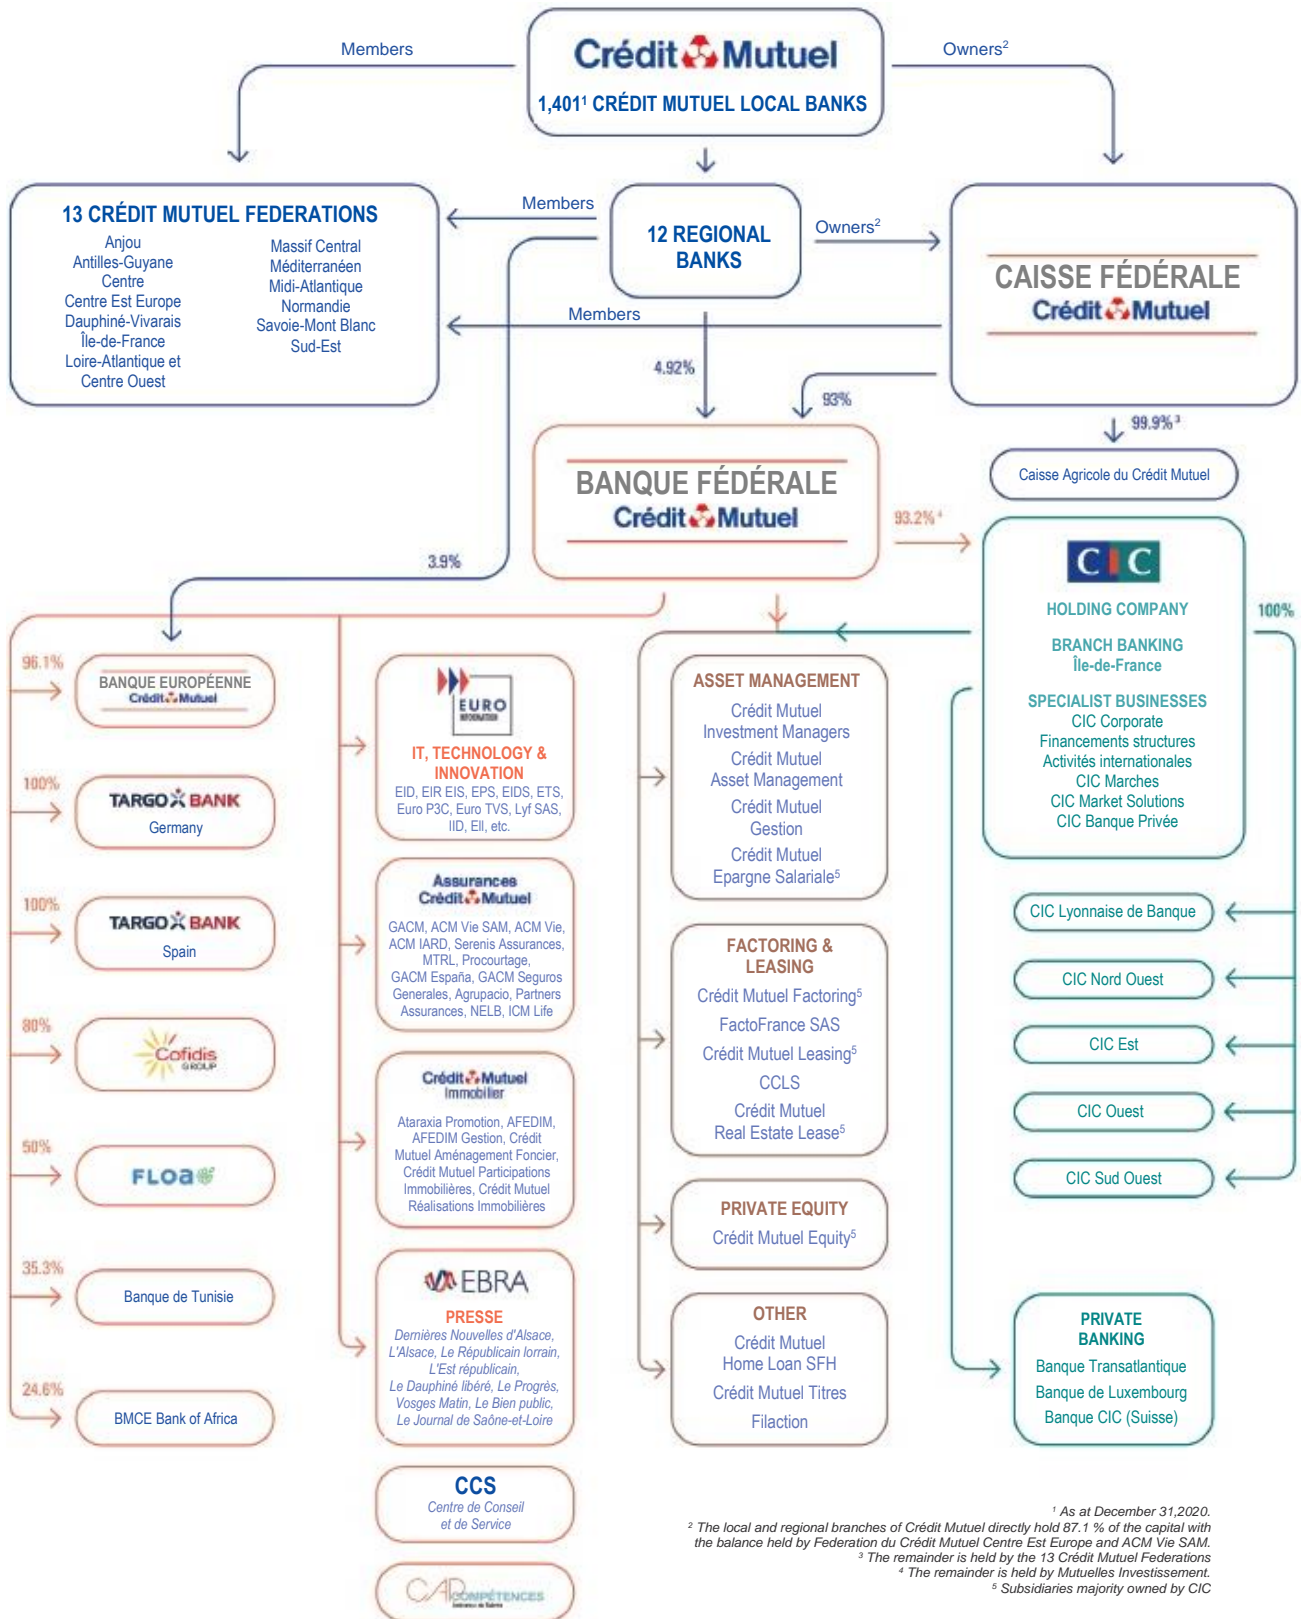 Members
Crédit Mutuel
Owners²
1,401¹ CRÉDIT MUTUEL LOCAL BANKS
13 CRÉDIT MUTUEL FEDERATIONS
Anjou
Antilles-Guyane
Centre
Centre Est Europe
Dauphiné-Vivarais
Île-de-France
Loire-Atlantique et
Centre Ouest
Massif Central
Méditerranéen
Midi-Atlantique
Normandie
Savoie-Mont Blanc
Sud-Est
Members
12 REGIONAL
BANKS
Owners²
Members
CAISSE FÉDÉRALE
Crédit Mutuel
4.92%
93%
99.9% ³
Caisse Agricole du Crédit Mutuel
BANQUE FÉDÉRALE
Crédit Mutuel
93.2% ⁴
3.9%
CIC
HOLDING COMPANY
BRANCH BANKING
Île-de-France
SPECIALIST BUSINESSES
CIC Corporate
Financements structures
Activités internationales
CIC Marches
CIC Market Solutions
CIC Banque Privée
100%
96.1%
BANQUE EUROPÉENNE
Crédit Mutuel
100%
TARGO BANK
Germany
100%
TARGO BANK
Spain
80%
Cofidis
GROUP
50%
FLOa
35.3%
Banque de Tunisie
24.6%
BMCE Bank of Africa
EURO
INFORMATION
IT, TECHNOLOGY &
INNOVATION
EID, EIR EIS, EPS, EIDS, ETS,
Euro P3C, Euro TVS, Lyf SAS,
IID, EII, etc.
Assurances
Crédit Mutuel
GACM, ACM Vie SAM, ACM Vie,
ACM IARD, Serenis Assurances,
MTRL, Procourtage,
GACM España, GACM Seguros
Generales, Agrupacio, Partners
Assurances, NELB, ICM Life
Crédit Mutuel
Immobilier
Ataraxia Promotion, AFEDIM,
AFEDIM Gestion, Crédit
Mutuel Aménagement Foncier,
Crédit Mutuel Participations
Immobilières, Crédit Mutuel
Réalisations Immobilières
EBRA
PRESSE
Dernières Nouvelles d'Alsace,
L'Alsace, Le Républicain lorrain,
L'Est républicain,
Le Dauphiné libéré, Le Progrès,
Vosges Matin, Le Bien public,
Le Journal de Saône-et-Loire
CCS
Centre de Conseil
et de Service
CAP
COMPÉTENCES
ASSET MANAGEMENT
Crédit Mutuel
Investment Managers
Crédit Mutuel
Asset Management
Crédit Mutuel
Gestion
Crédit Mutuel
Epargne Salariale⁵
FACTORING &
LEASING
Crédit Mutuel Factoring⁵
FactoFrance SAS
Crédit Mutuel Leasing⁵
CCLS
Crédit Mutuel
Real Estate Lease⁵
PRIVATE EQUITY
Crédit Mutuel Equity⁵
OTHER
Crédit Mutuel
Home Loan SFH
Crédit Mutuel Titres
Filaction
CIC Lyonnaise de Banque
CIC Nord Ouest
CIC Est
CIC Ouest
CIC Sud Ouest
PRIVATE
BANKING
Banque Transatlantique
Banque de Luxembourg
Banque CIC (Suisse)
¹ As at December 31,2020.
² The local and regional branches of Crédit Mutuel directly hold 87.1 % of the capital with
the balance held by Federation du Crédit Mutuel Centre Est Europe and ACM Vie SAM.
³ The remainder is held by the 13 Crédit Mutuel Federations
⁴ The remainder is held by Mutuelles Investissement.
⁵ Subsidiaries majority owned by CIC